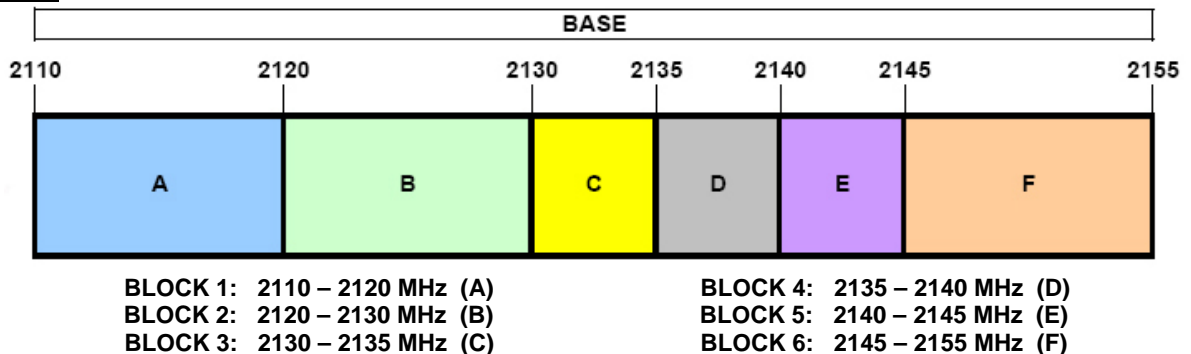 BASE
2110 2120 2130 2135 2140 2145 2155
A B C D E F
BLOCK 1: 2110 – 2120 MHz (A)
BLOCK 2: 2120 – 2130 MHz (B)
BLOCK 3: 2130 – 2135 MHz (C)
BLOCK 4: 2135 – 2140 MHz (D)
BLOCK 5: 2140 – 2145 MHz (E)
BLOCK 6: 2145 – 2155 MHz (F)